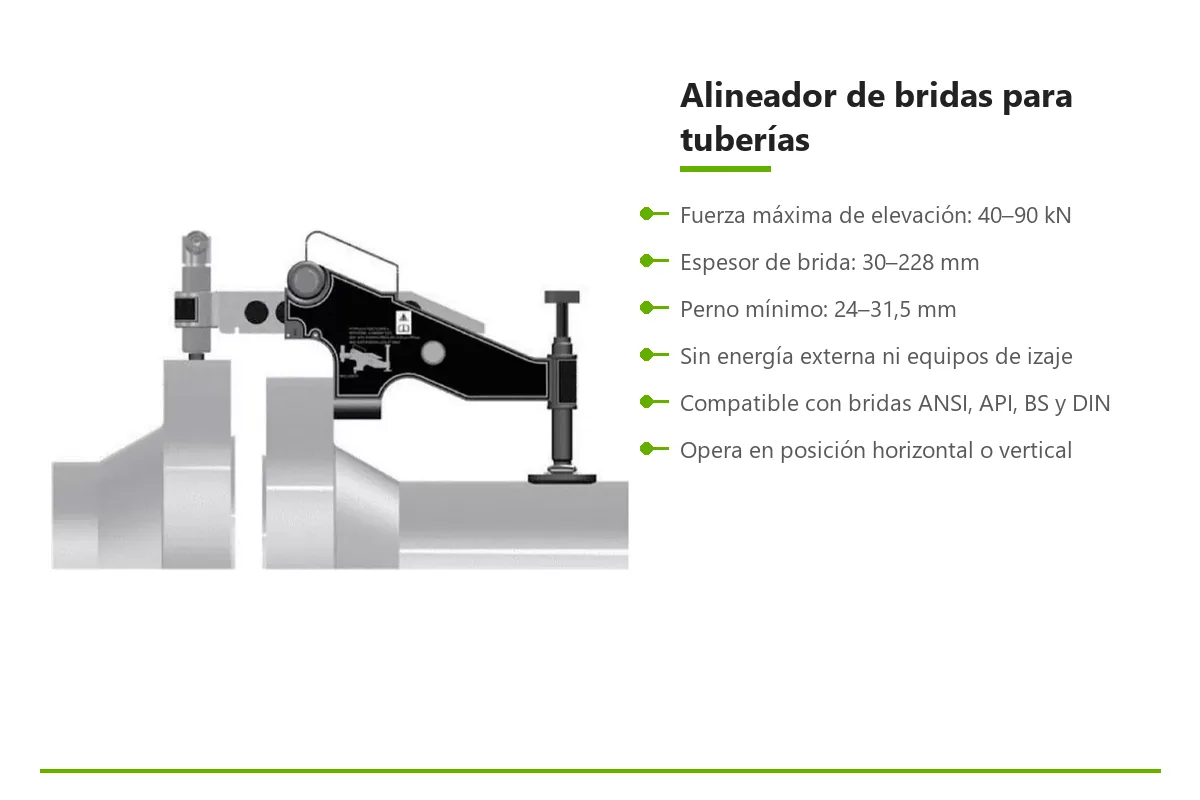 Alineador de bridas para
tuberías
Fuerza máxima de elevación: 40–90 kN
Espesor de brida: 30–228 mm
Perno mínimo: 24–31,5 mm
Sin energía externa ni equipos de izaje
Compatible con bridas ANSI, API, BS y DIN
Opera en posición horizontal o vertical